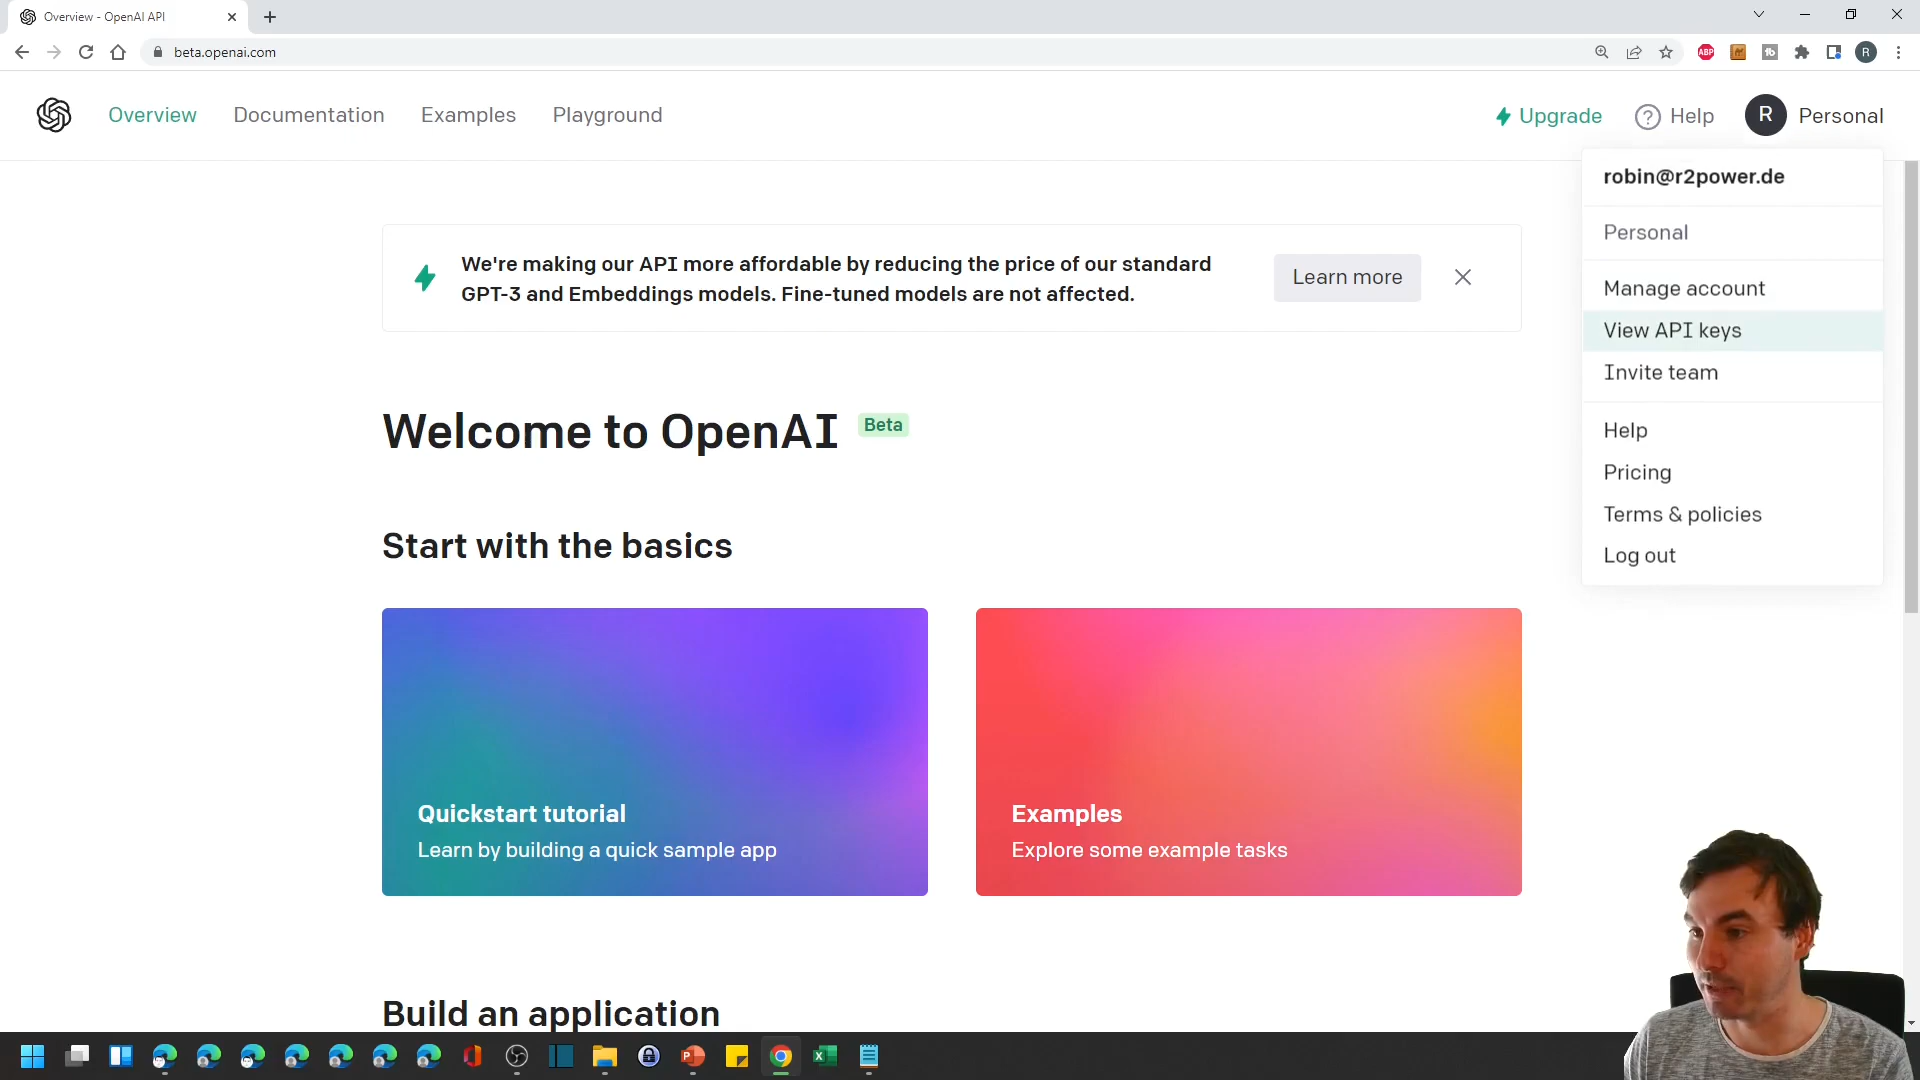 Overview - OpenAI API
beta.openai.com
ABP
R
Overview
Documentation
Examples
Playground
Upgrade
? Help
R
Personal
robin@r2power.de
Personal
Manage account
View API keys
Invite team
Help
Pricing
Terms & policies
Log out
We're making our API more affordable by reducing the price of our standard
GPT-3 and Embeddings models. Fine-tuned models are not affected.
Learn more
Welcome to OpenAI
Beta
Start with the basics
Quickstart tutorial
Learn by building a quick sample app
Examples
Explore some example tasks
Build an application